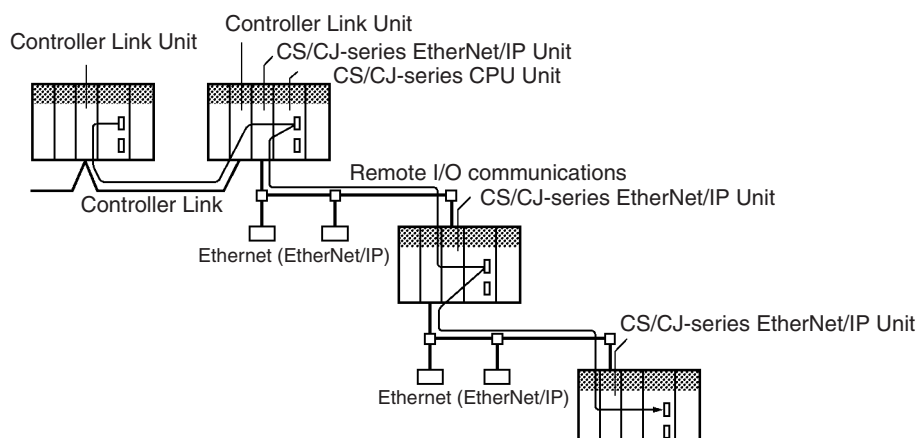 Controller Link Unit
Controller Link Unit
CS/CJ-series EtherNet/IP Unit
CS/CJ-series CPU Unit
Remote I/O communications
Controller Link
CS/CJ-series EtherNet/IP Unit
Ethernet (EtherNet/IP)
CS/CJ-series EtherNet/IP Unit
Ethernet (EtherNet/IP)